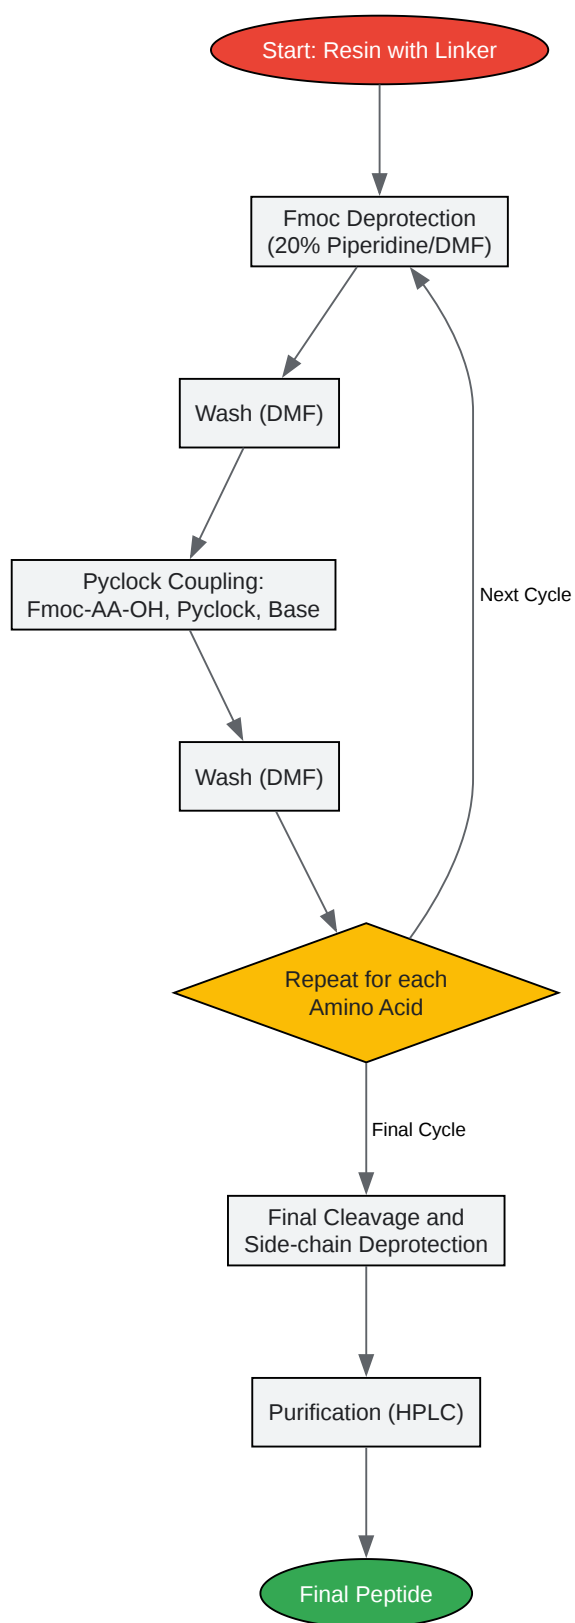 Start: Resin with Linker
Fmoc Deprotection
(20% Piperidine/DMF)
Wash (DMF)
Pyclock Coupling:
Fmoc-AA-OH, Pyclock, Base
Next Cycle
Wash (DMF)
Repeat for each
Amino Acid
Final Cycle
Final Cleavage and
Side-chain Deprotection
Purification (HPLC)
Final Peptide